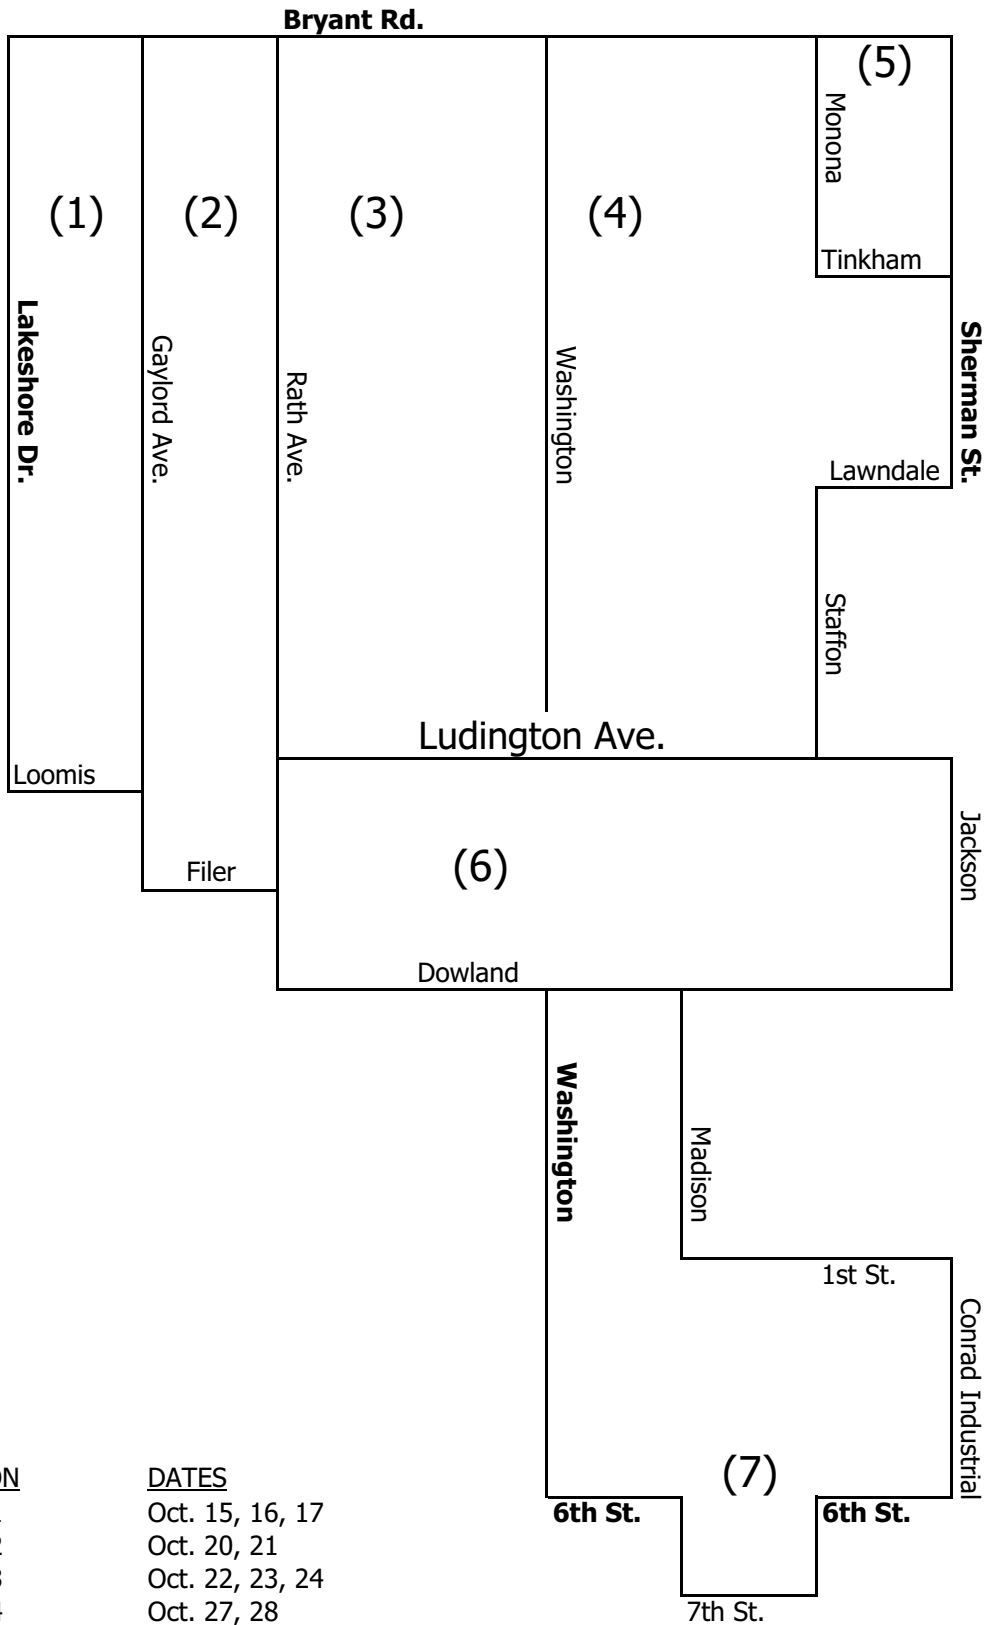 Bryant Rd.
(5)
Monona
(1)
(2)
(3)
(4)
Tinkham
Lakeshore Dr.
Gaylord Ave.
Rath Ave.
Washington
Sherman St.
Lawndale
Staffon
Ludington Ave.
Loomis
Jackson
(6)
Filer
Dowland
Washington
Madison
1st St.
Conrad Industrial
(7)
6th St.
6th St.
7th St.
DATES
Oct. 15, 16, 17
Oct. 20, 21
Oct. 22, 23, 24
Oct. 27, 28